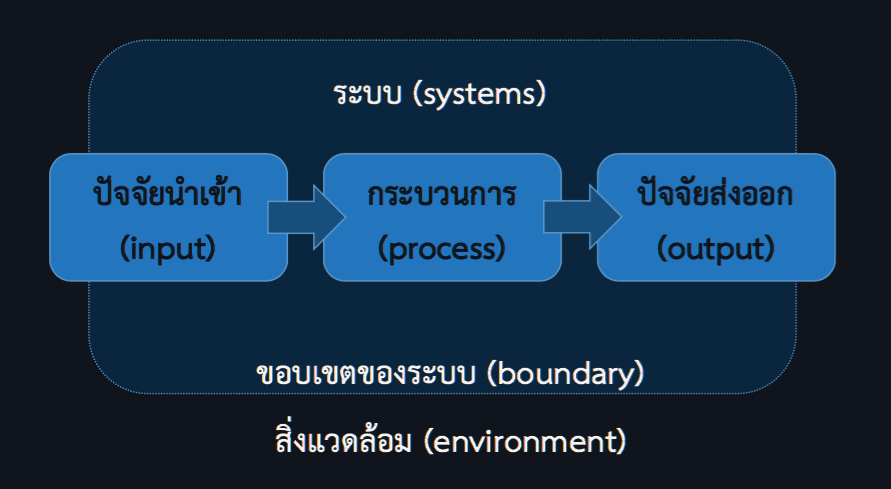 ระบบ (systems)
ปัจจัยนำเข้า
(input)
กระบวนการ
(process)
ปัจจัยส่งออก
(output)
ขอบเขตของระบบ (boundary)
สิ่งแวดล้อม (environment)